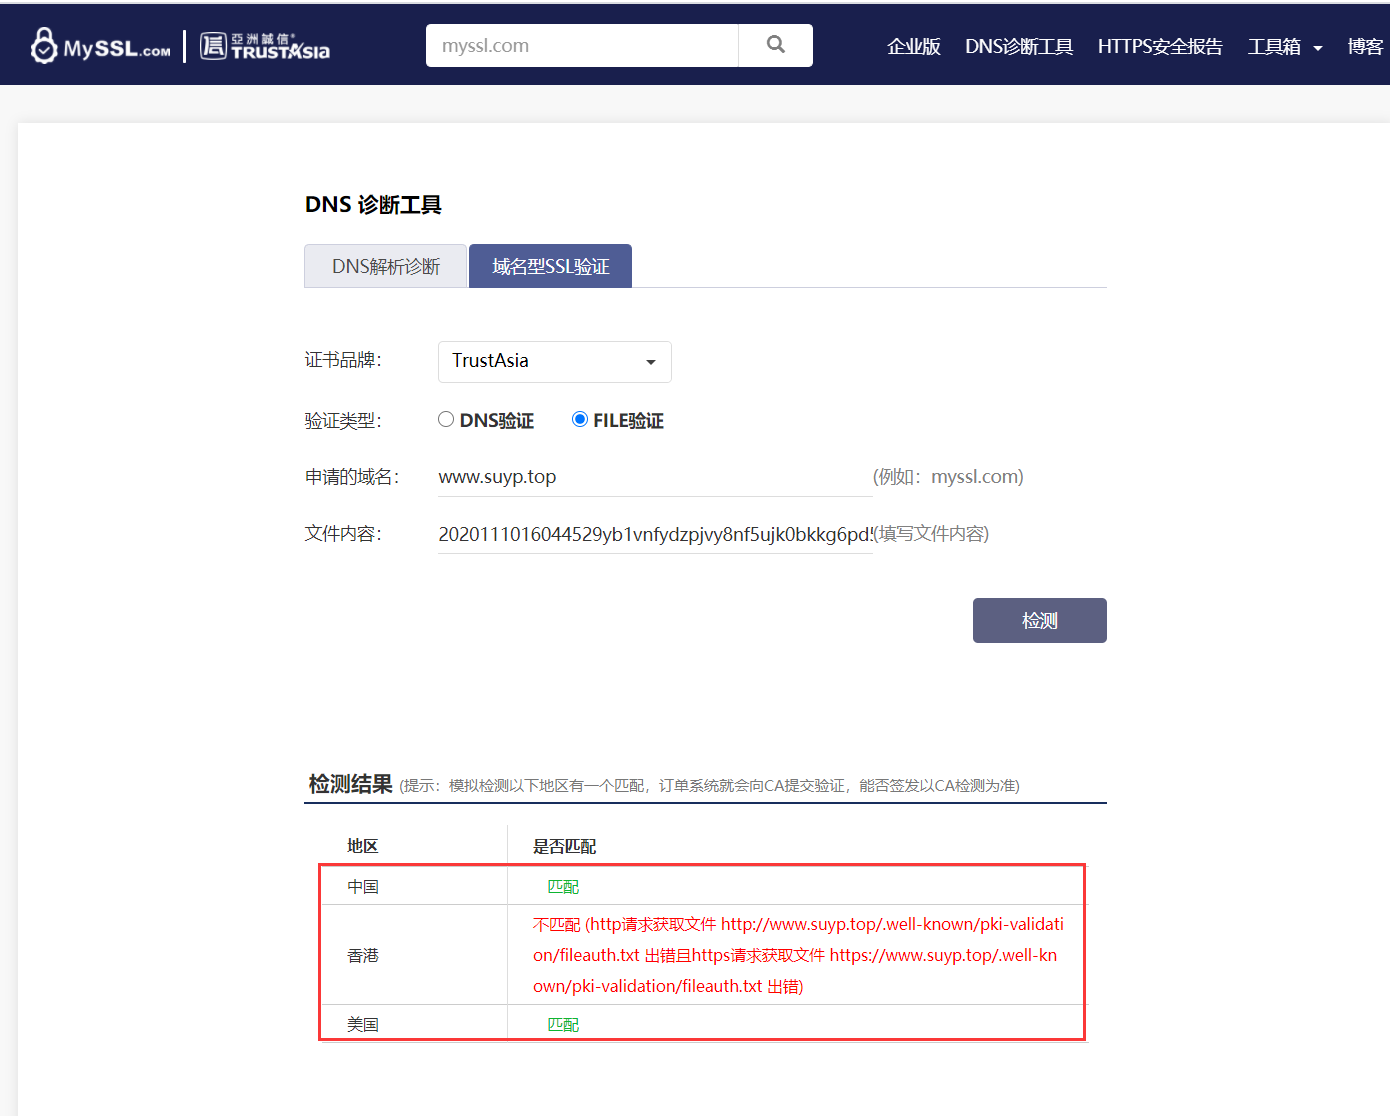 MySSL.COM
亞洲誠信®
TRUSTASIA
myssl.com
企业版 DNS诊断工具 HTTPS安全报告 工具箱 博客
DNS 诊断工具
DNS解析诊断 域名型SSL验证
证书品牌： TrustAsia
验证类型： DNS验证 FILE验证
申请的域名： www.suyp.top (例如：myssl.com)
文件内容： 2020111016044529yb1vnfydzpjvy8nf5ujk0bkkg6pd! (填写文件内容)
检测
检测结果 (提示：模拟检测以下地区有一个匹配，订单系统就会向CA提交验证，能否签发以CA检测为准)
地区 是否匹配
中国 匹配
不匹配 (http请求获取文件 http://www.suyp.top/.well-known/pki-validati
香港 on/fileauth.txt 出错且https请求获取文件 https://www.suyp.top/.well-kn
own/pki-validation/fileauth.txt 出错)
美国 匹配